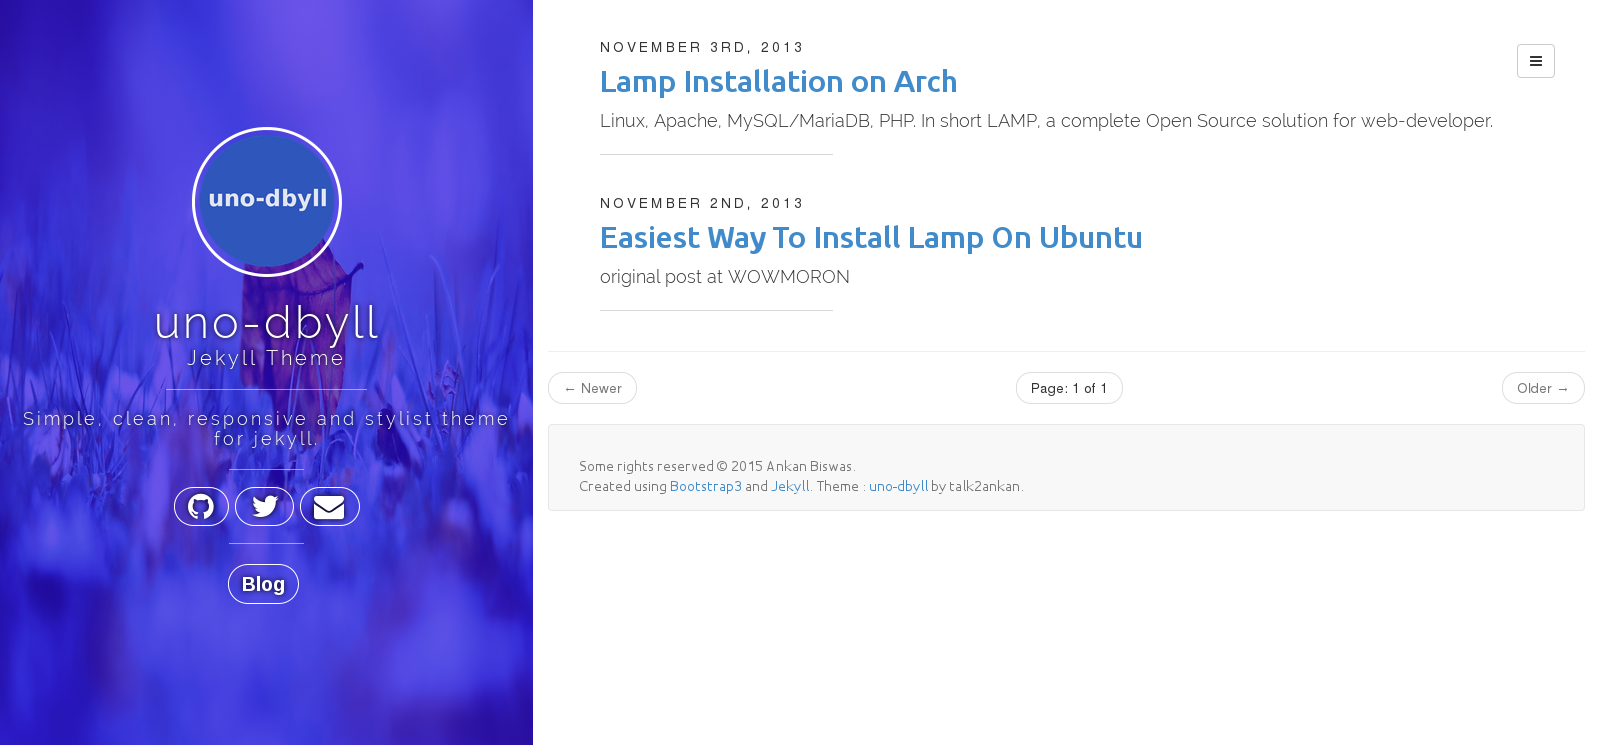 uno-dbyll
uno-dbyll
Jekyll Theme
Simple, clean, responsive and stylist theme
for jekyll.
Blog
NOVEMBER 3RD, 2013
Lamp Installation on Arch
Linux, Apache, MySQL/MariaDB, PHP. In short LAMP, a complete Open Source solution for web-developer.
NOVEMBER 2ND, 2013
Easiest Way To Install Lamp On Ubuntu
original post at WOWMORON
← Newer
Page: 1 of 1
Older →
Some rights reserved © 2015 Ankan Biswas.
Created using Bootstrap3 and Jekyll. Theme : uno-dbyll by talk2ankan.